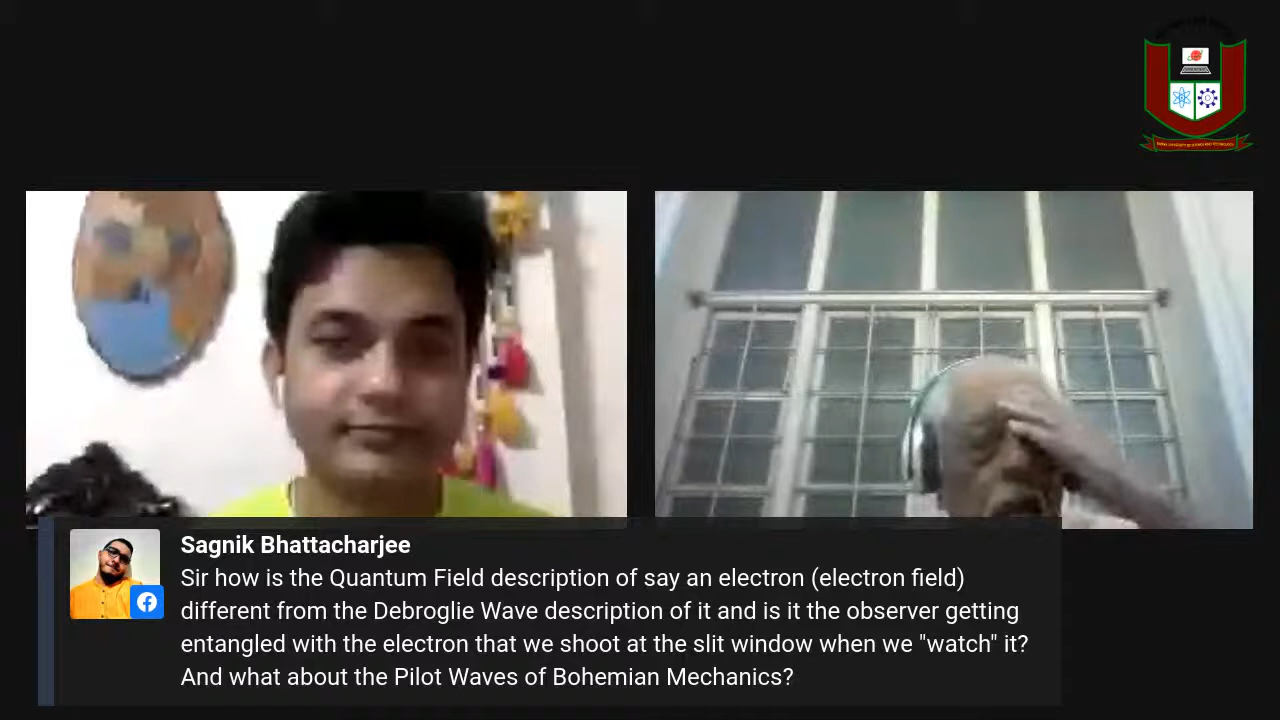 Sagnik Bhattacharjee
Sir how is the Quantum Field description of say an electron (electron field)
different from the Debroglie Wave description of it and is it the observer getting
entangled with the electron that we shoot at the slit window when we "watch" it?
And what about the Pilot Waves of Bohemian Mechanics?